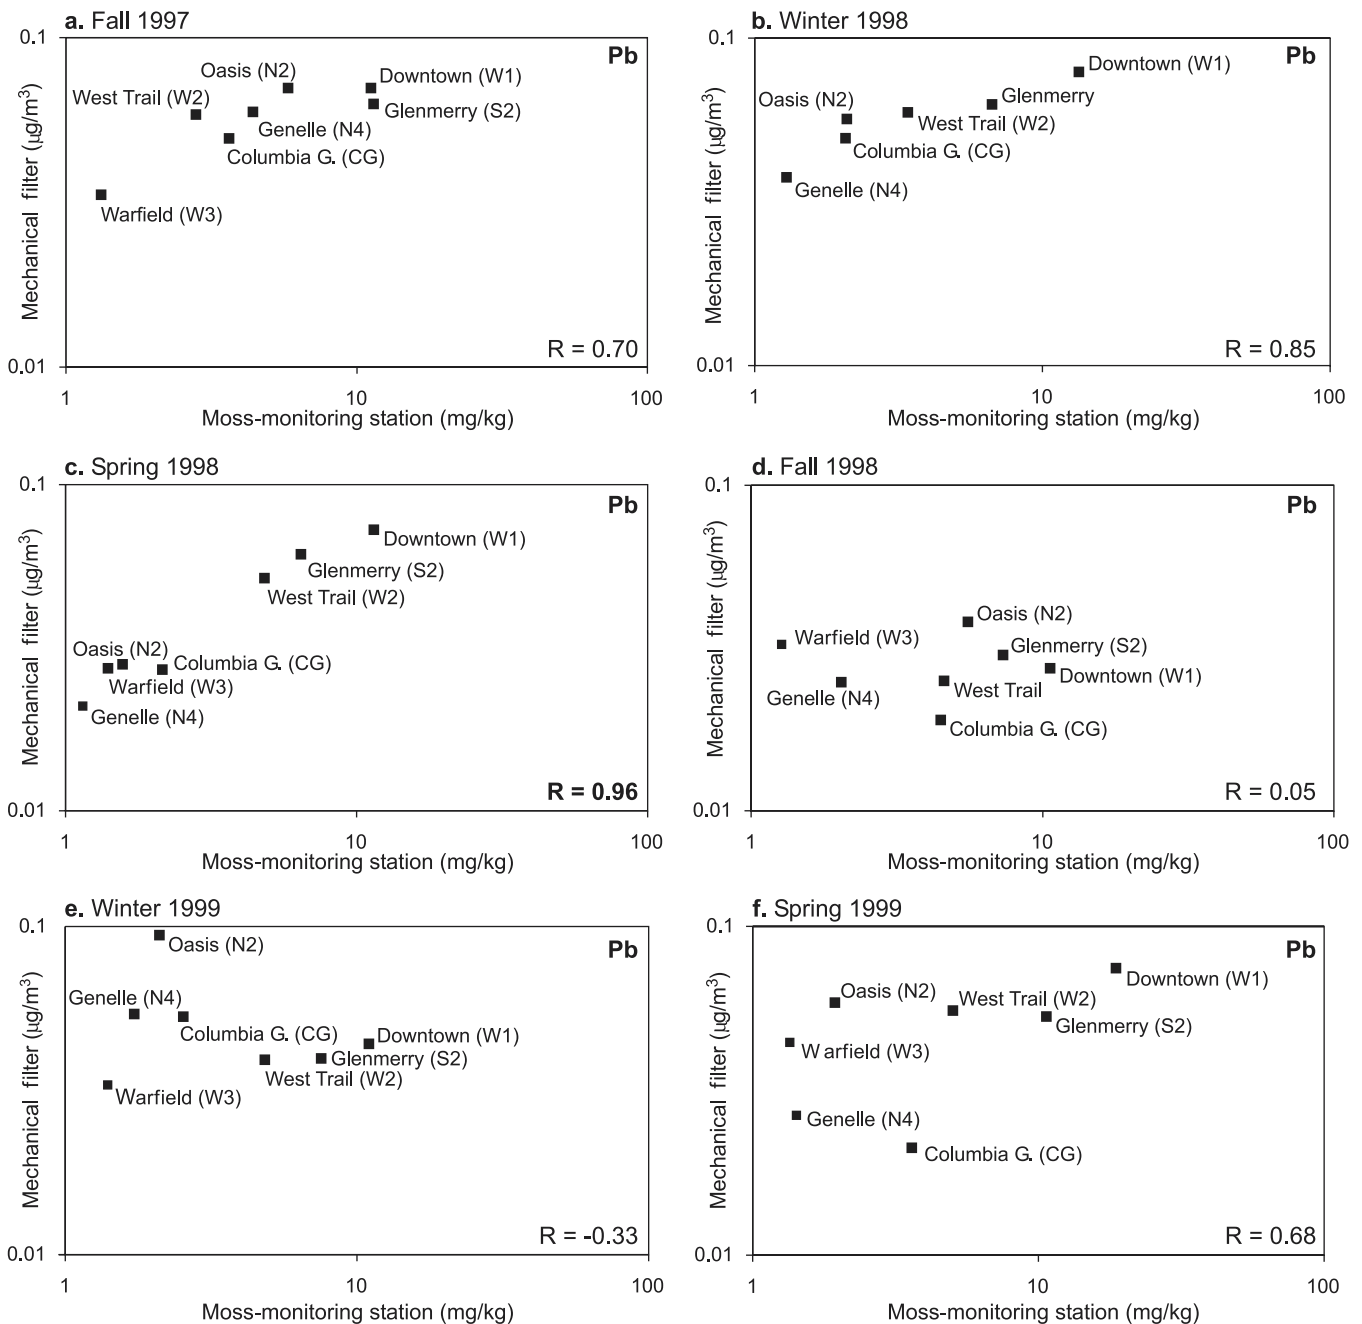 a. Fall 1997
0.1
Pb
Oasis (N2)
Downtown (W1)
West Trail (W2)
Glenmerry (S2)
Genelle (N4)
Columbia G. (CG)
Warfield (W3)
Mechanical filter (µg/m³)
R = 0.70
0.01
1
10
100
Moss-monitoring station (mg/kg)
b. Winter 1998
0.1
Pb
Downtown (W1)
Oasis (N2)
Glenmerry
West Trail (W2)
Columbia G. (CG)
Genelle (N4)
Mechanical filter (µg/m³)
R = 0.85
0.01
1
10
100
Moss-monitoring station (mg/kg)
c. Spring 1998
0.1
Pb
Downtown (W1)
Glenmerry (S2)
West Trail (W2)
Oasis (N2)
Columbia G. (CG)
Warfield (W3)
Genelle (N4)
Mechanical filter (µg/m³)
R = 0.96
0.01
1
10
100
Moss-monitoring station (mg/kg)
d. Fall 1998
0.1
Pb
Oasis (N2)
Warfield (W3)
Glenmerry (S2)
Downtown (W1)
Genelle (N4)
West Trail
Columbia G. (CG)
Mechanical filter (µg/m³)
R = 0.05
0.01
1
10
100
Moss-monitoring station (mg/kg)
e. Winter 1999
0.1
Pb
Oasis (N2)
Genelle (N4)
Columbia G. (CG)
Downtown (W1)
Glenmerry (S2)
West Trail (W2)
Warfield (W3)
Mechanical filter (µg/m³)
R = -0.33
0.01
1
10
100
Moss-monitoring station (mg/kg)
f. Spring 1999
0.1
Pb
Downtown (W1)
Oasis (N2)
West Trail (W2)
Glenmerry (S2)
Warfield (W3)
Genelle (N4)
Columbia G. (CG)
Mechanical filter (µg/m³)
R = 0.68
0.01
1
10
100
Moss-monitoring station (mg/kg)